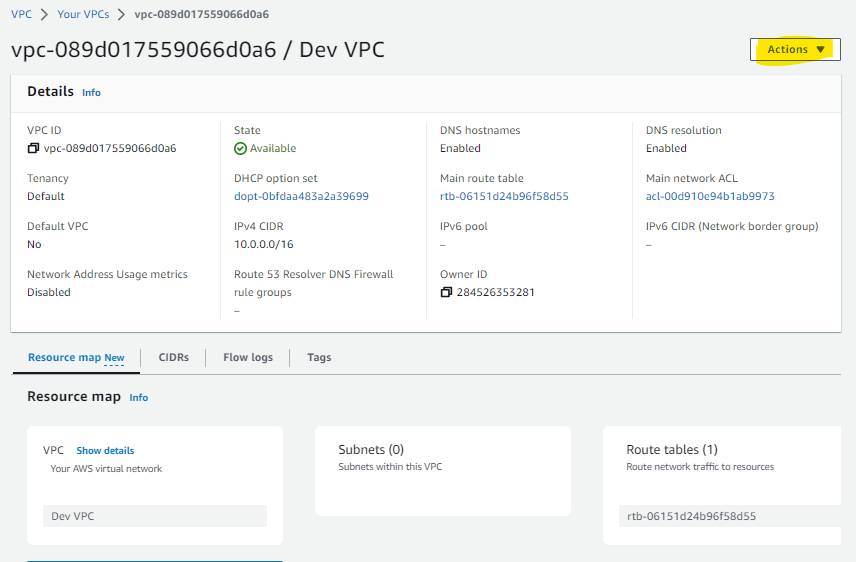 VPC > Your VPCs > vpc-089d017559066d0a6
vpc-089d017559066d0a6 / Dev VPC
Actions ▼
Details Info
VPC ID
vpc-089d017559066d0a6
State
Available
DNS hostnames
Enabled
DNS resolution
Enabled
Tenancy
Default
DHCP option set
dopt-0bfdaa483a2a39699
Main route table
rtb-06151d24b96f58d55
Main network ACL
acl-00d910e94b1ab9973
Default VPC
No
IPv4 CIDR
10.0.0.0/16
IPv6 pool
–
IPv6 CIDR (Network border group)
–
Network Address Usage metrics
Disabled
Route 53 Resolver DNS Firewall
rule groups
–
Owner ID
284526353281
Resource map New
CIDRs
Flow logs
Tags
Resource map Info
VPC Show details
Your AWS virtual network
Dev VPC
Subnets (0)
Subnets within this VPC
Route tables (1)
Route network traffic to resources
rtb-06151d24b96f58d55